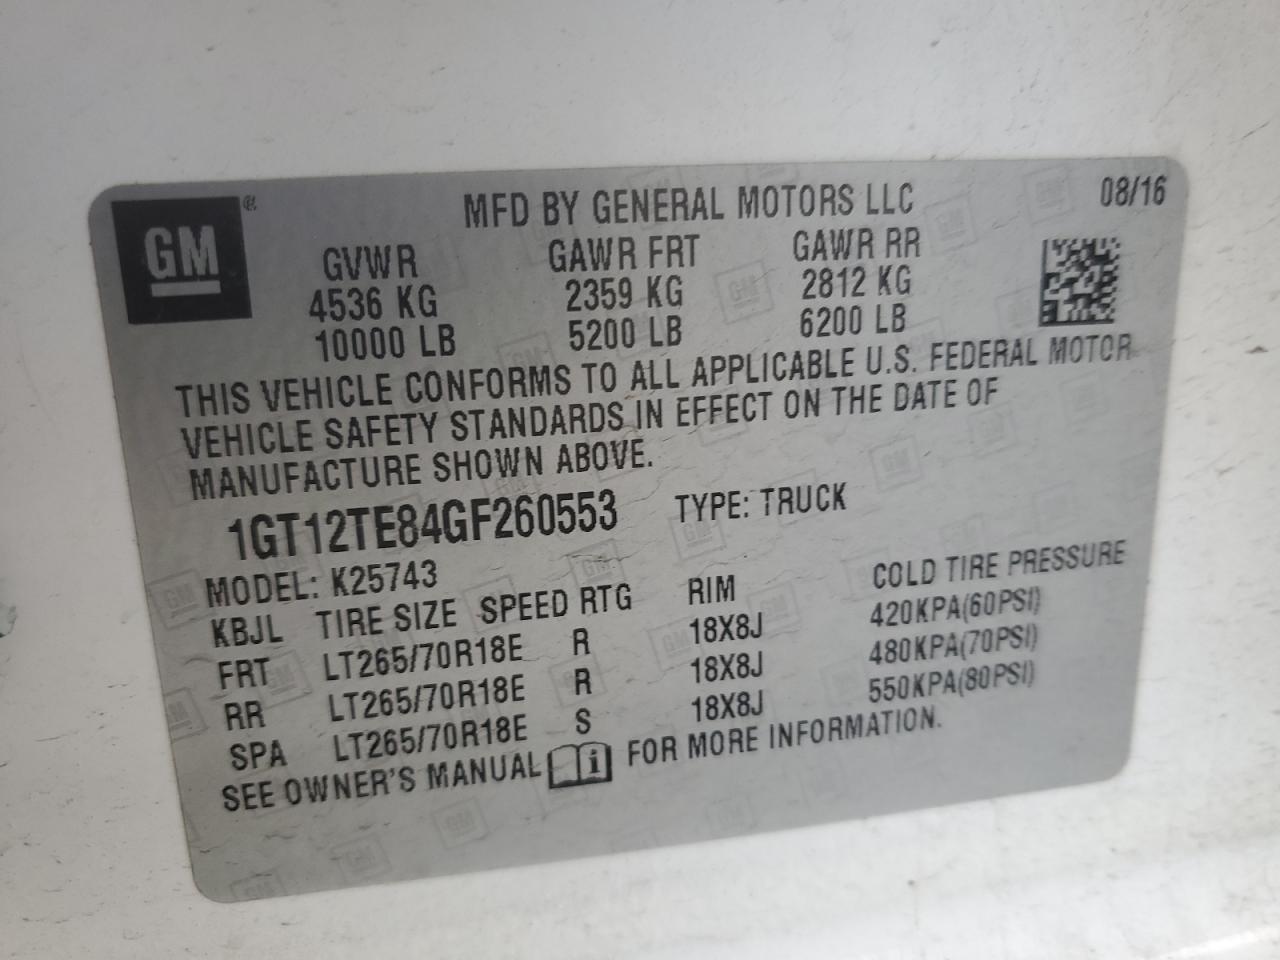 GM
MFD BY GENERAL MOTORS LLC 08/16
GVWR GAWR FRT GAWR RR
4536 KG 2359 KG 2812 KG
10000 LB 5200 LB 6200 LB
THIS VEHICLE CONFORMS TO ALL APPLICABLE U.S. FEDERAL MOTOR
VEHICLE SAFETY STANDARDS IN EFFECT ON THE DATE OF
MANUFACTURE SHOWN ABOVE.
1GT12TE84GF260553 TYPE: TRUCK
MODEL: K25743
KBJL TIRE SIZE SPEED RTG RIM COLD TIRE PRESSURE
FRT LT265/70R18E R 18X8J 420KPA(60PSI)
RR LT265/70R18E R 18X8J 480KPA(70PSI)
SPA LT265/70R18E S 18X8J 550KPA(80PSI)
SEE OWNER'S MANUAL i FOR MORE INFORMATION.